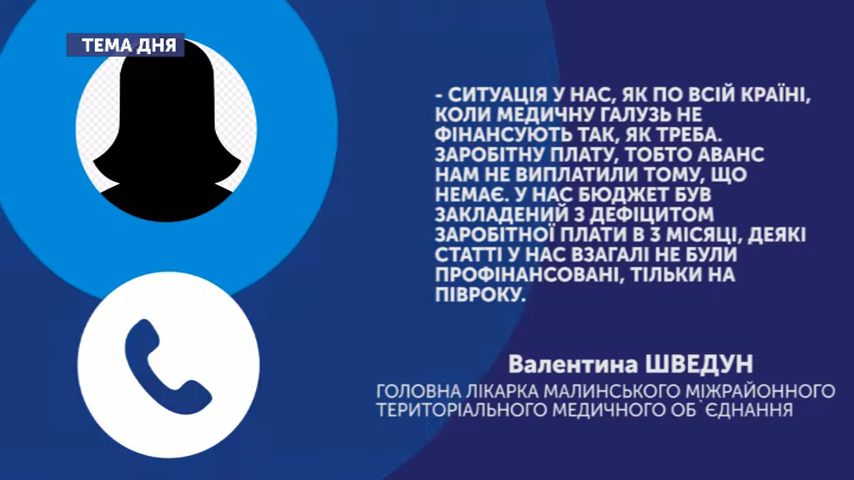 ТЕМА ДНЯ
- СИТУАЦІЯ У НАС, ЯК ПО ВСІЙ КРАЇНІ,
КОЛИ МЕДИЧНУ ГАЛУЗЬ НЕ
ФІНАНСУЮТЬ ТАК, ЯК ТРЕБА.
ЗАРОБІТНУ ПЛАТУ, ТОБТО АВАНС
НАМ НЕ ВИПЛАТИЛИ ТОМУ, ЩО
НЕМАЄ. У НАС БЮДЖЕТ БУВ
ЗАКЛАДЕНИЙ З ДЕФІЦИТОМ
ЗАРОБІТНОЇ ПЛАТИ В 3 МІСЯЦІ, ДЕЯКІ
СТАТТІ У НАС ВЗАГАЛІ НЕ БУЛИ
ПРОФІНАНСОВАНІ, ТІЛЬКИ НА
ПІВРОКУ.
Валентина ШВЕДУН
ГОЛОВНА ЛІКАРКА МАЛИНСЬКОГО МІЖРАЙОННОГО
ТЕРИТОРІАЛЬНОГО МЕДИЧНОГО ОБ`ЄДНАННЯ